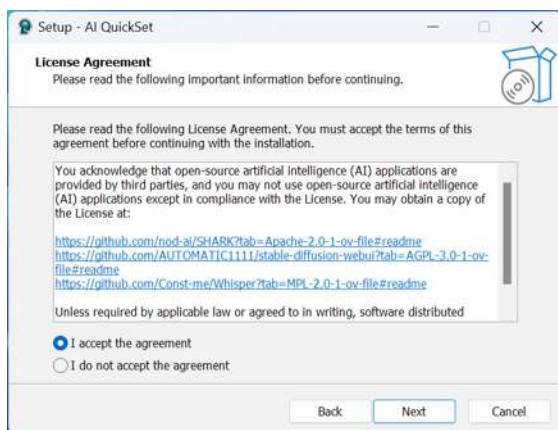 Setup - AI QuickSet
License Agreement
Please read the following important information before continuing.
Please read the following License Agreement. You must accept the terms of this
agreement before continuing with the installation.
You acknowledge that open-source artificial intelligence (AI) applications are
provided by third parties, and you may not use open-source artificial intelligence
(AI) applications except in compliance with the License. You may obtain a copy of
the License at:
https://github.com/nod-ai/SHARK?tab=Apache-2.0-1-ov-file#readme
https://github.com/AUTOMATIC1111/stable-diffusion-webui?tab=AGPL-3.0-1-ov-
file#readme
https://github.com/Const-me/Whisper?tab=MPL-2.0-1-ov-file#readme
Unless required by applicable law or agreed to in writing, software distributed
I accept the agreement
I do not accept the agreement
Back Next Cancel